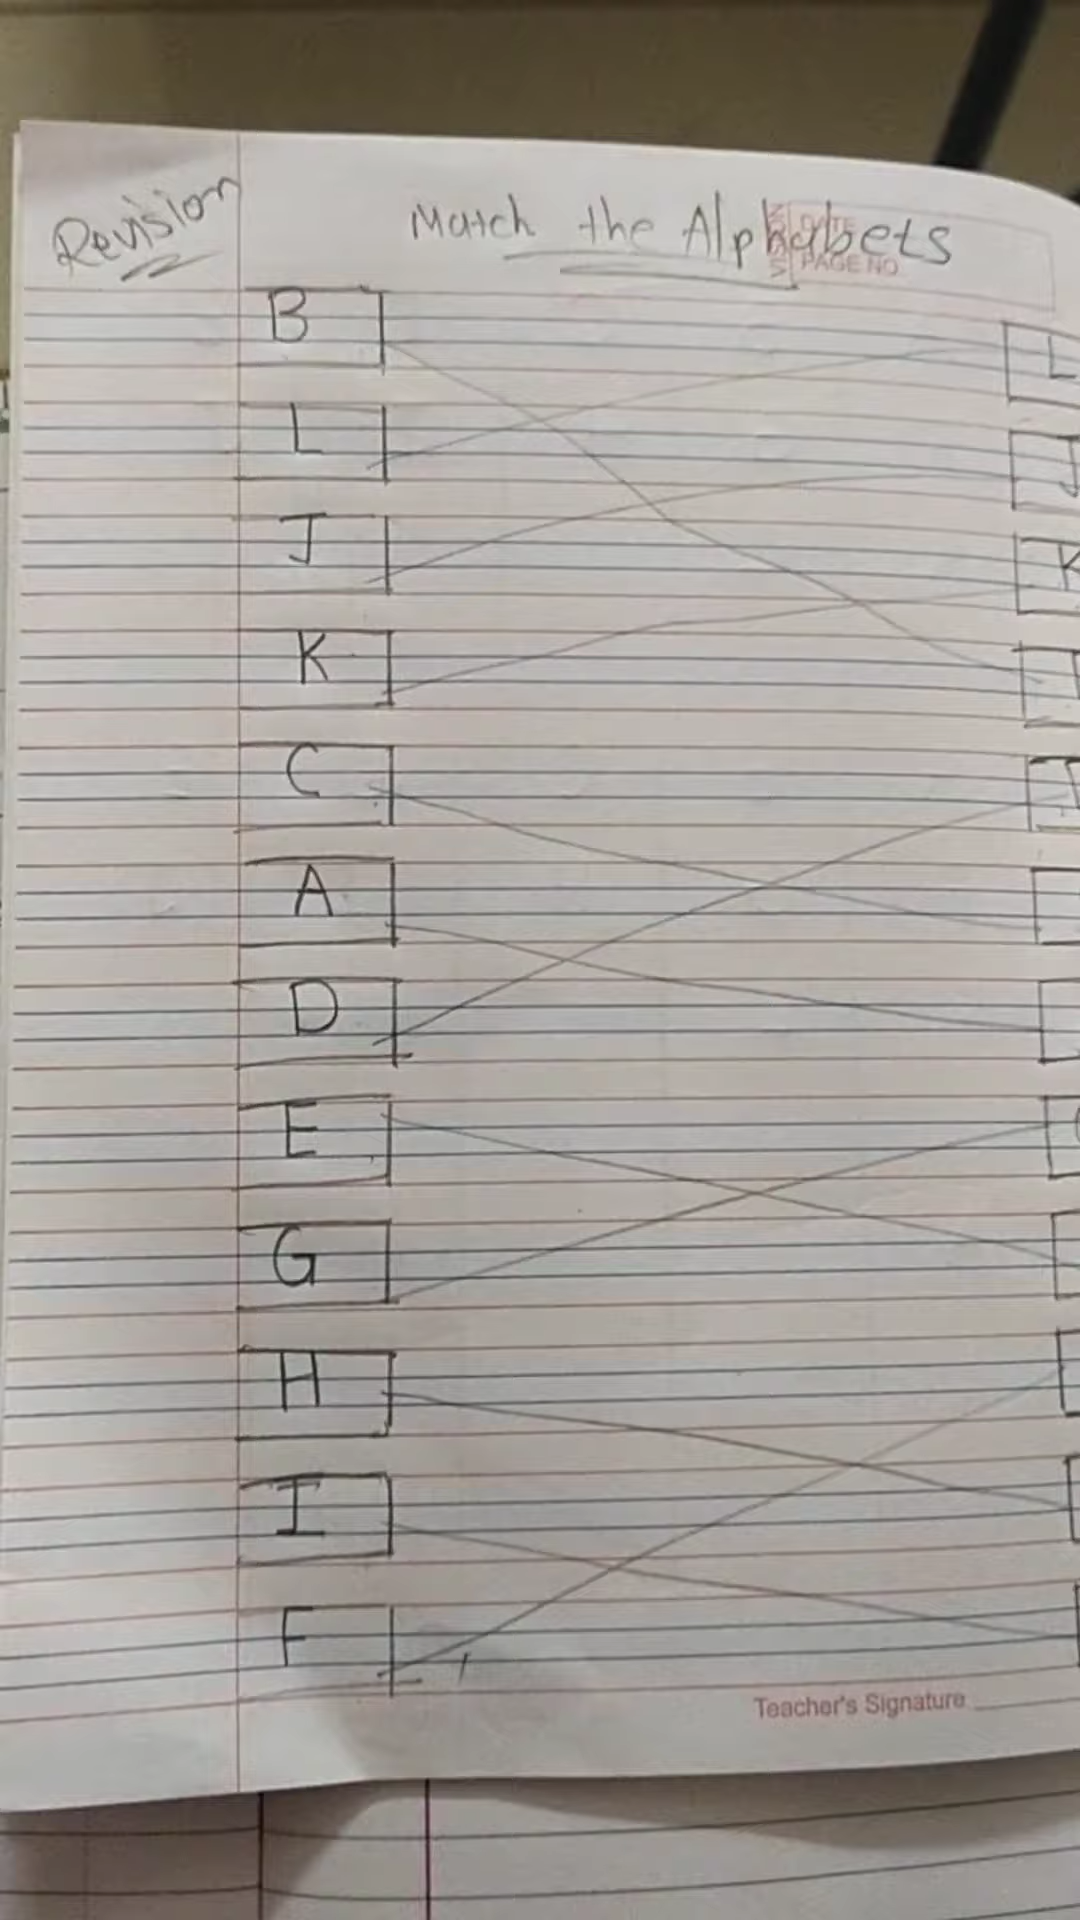 Revision
Match the Alphabets
DATE
PAGE NO
B L
L J
J K
K
C
A
D
E
G
H
I
F
Teacher's Signature